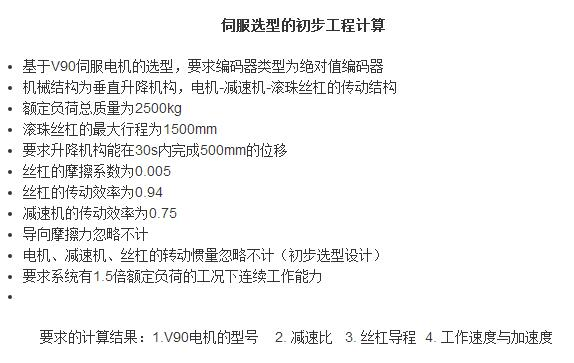 伺服选型的初步工程计算
• 基于V90伺服电机的选型，要求编码器类型为绝对值编码器
• 机械结构为垂直升降机构，电机-减速机-滚珠丝杠的传动结构
• 额定负荷总质量为2500kg
• 滚珠丝杠的最大行程为1500mm
• 要求升降机构能在30s内完成500mm的位移
• 丝杠的摩擦系数为0.005
• 丝杠的传动效率为0.94
• 减速机的传动效率为0.75
• 导向摩擦力忽略不计
• 电机、减速机、丝杠的转动惯量忽略不计（初步选型设计）
• 要求系统有1.5倍额定负荷的工况下连续工作能力
•
要求的计算结果：1.V90电机的型号 2. 减速比 3. 丝杠导程 4. 工作速度与加速度